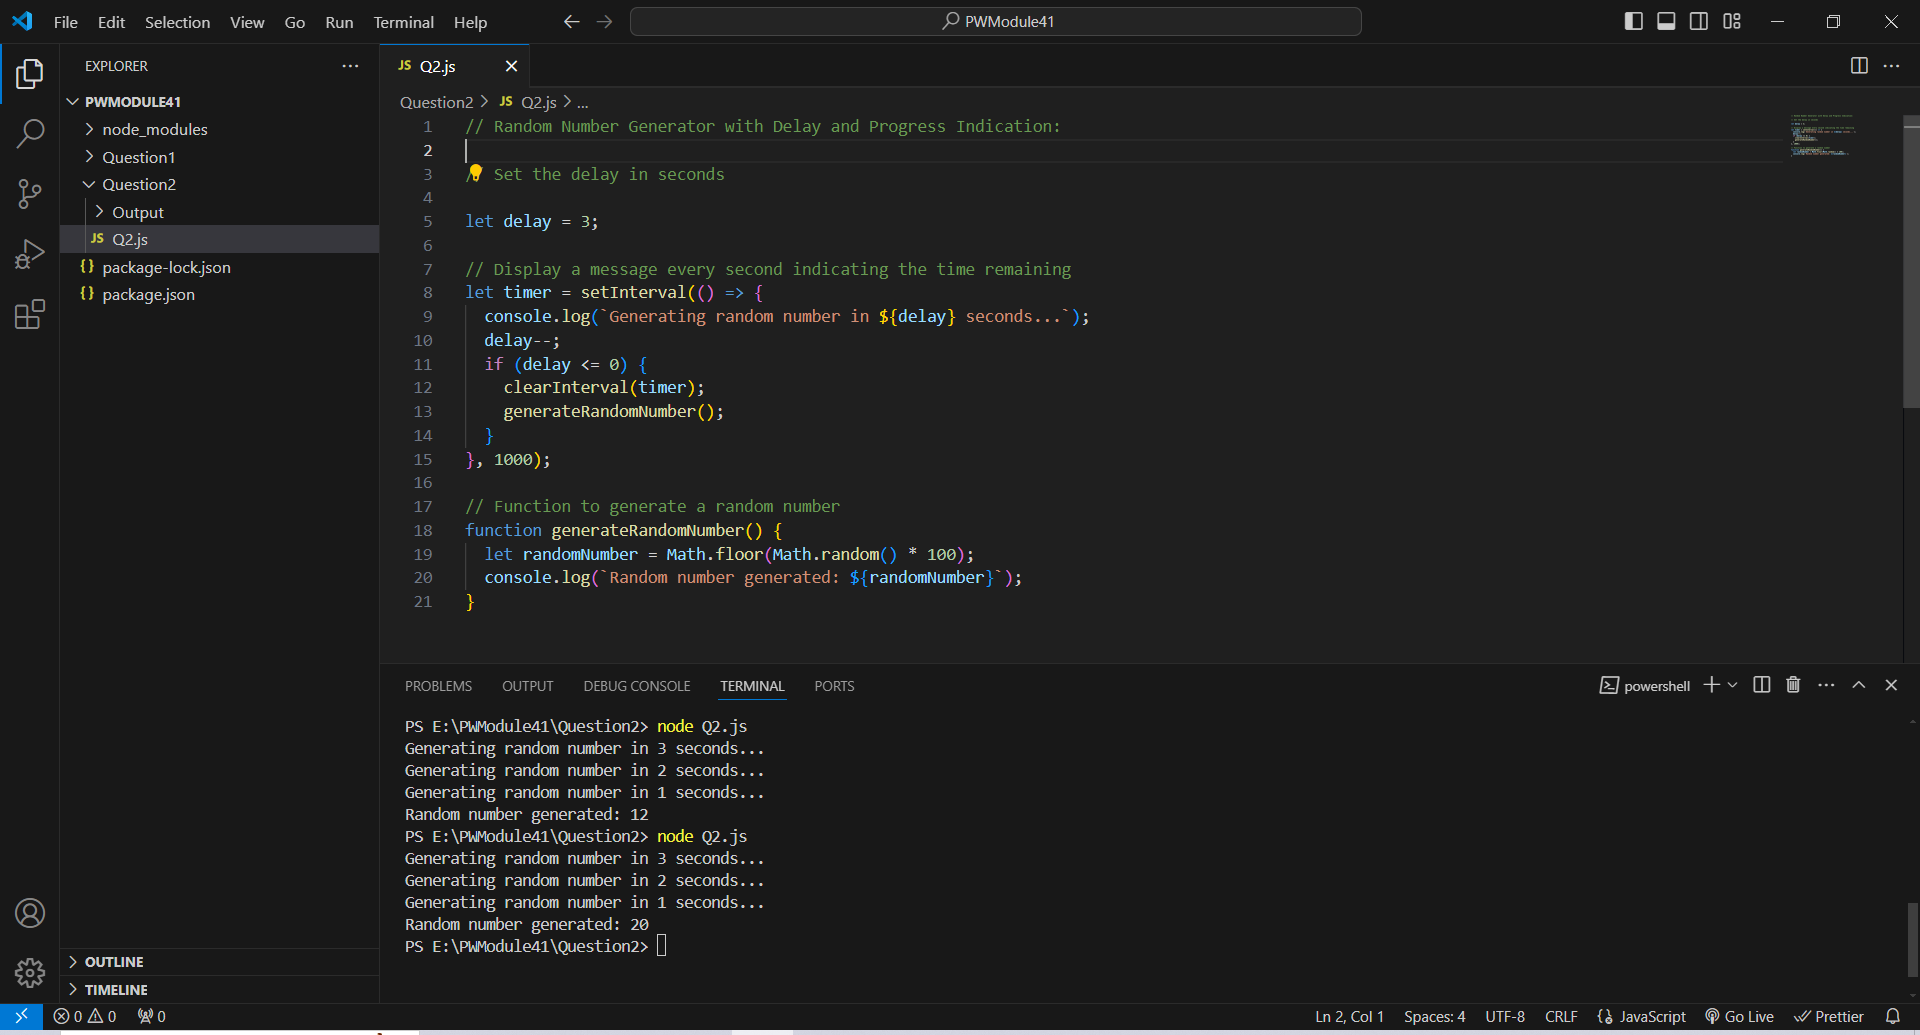 File Edit Selection View Go Run Terminal Help
PWModule41
EXPLORER
PWMODULE41
node_modules
Question1
Question2
Output
JS Q2.js
{} package-lock.json
{} package.json
OUTLINE
TIMELINE
JS Q2.js
Question2 > JS Q2.js > ...
1 // Random Number Generator with Delay and Progress Indication:
2
3 // Set the delay in seconds
4
5 let delay = 3;
6
7 // Display a message every second indicating the time remaining
8 let timer = setInterval(() => {
9 console.log(`Generating random number in ${delay} seconds...`);
10 delay--;
11 if (delay <= 0) {
12 clearInterval(timer);
13 generateRandomNumber();
14 }
15 }, 1000);
16
17 // Function to generate a random number
18 function generateRandomNumber() {
19 let randomNumber = Math.floor(Math.random() * 100);
20 console.log(`Random number generated: ${randomNumber}`);
21 }
PROBLEMS OUTPUT DEBUG CONSOLE TERMINAL PORTS
powershell
PS E:\PWModule41\Question2> node Q2.js
Generating random number in 3 seconds...
Generating random number in 2 seconds...
Generating random number in 1 seconds...
Random number generated: 12
PS E:\PWModule41\Question2> node Q2.js
Generating random number in 3 seconds...
Generating random number in 2 seconds...
Generating random number in 1 seconds...
Random number generated: 20
PS E:\PWModule41\Question2>
0 0 0
Ln 2, Col 1 Spaces: 4 UTF-8 CRLF {} JavaScript Go Live Prettier